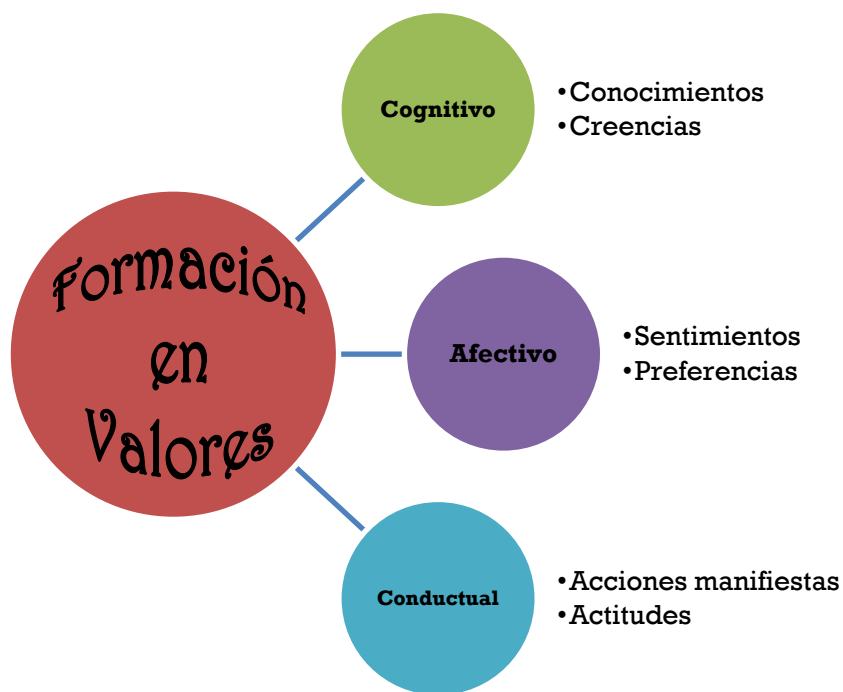 Formación
en
Valores
Cognitivo
•Conocimientos
•Creencias
Afectivo
•Sentimientos
•Preferencias
Conductual
•Acciones manifiestas
•Actitudes